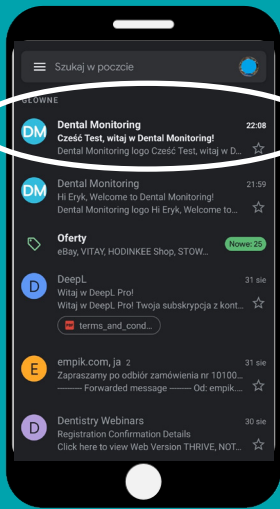 Szukaj w poczcie
GŁÓWNE
DM
Dental Monitoring 22:08
Cześć Test, witaj w Dental Monitoring!
Dental Monitoring logo Cześć Test, witaj w D...
DM
Dental Monitoring 21:59
Hi Eryk, Welcome to Dental Monitoring!
Dental Monitoring logo Hi Eryk, Welcome to...
Oferty
eBay, VITAY, HODINKEE Shop, STOW...
Nowe: 25
D
DeepL 31 sie
Witaj w DeepL Pro!
Witaj w DeepL Pro! Twoja subskrypcja z kont...
PDF terms_and_cond...
E
empik.com, ja 2 31 sie
Zapraszamy po odbiór zamówienia nr 10100...
---------- Forwarded message --------- Od: empik....
D
Dentistry Webinars 30 sie
Registration Confirmation Details
Click here to view Web Version THRIVE, NOT...